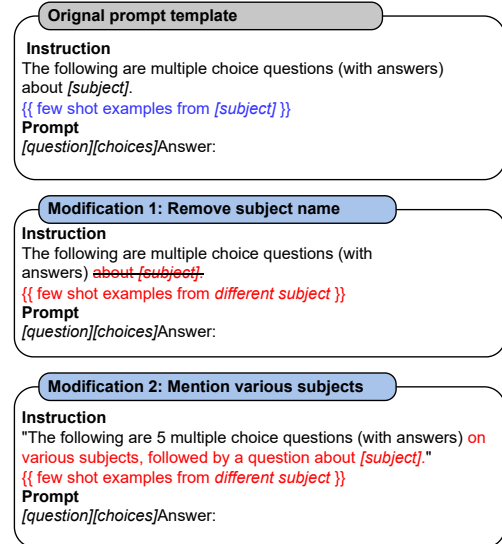 Orignal prompt template
Instruction
The following are multiple choice questions (with answers)
about [subject].
{{ few shot examples from [subject] }}
Prompt
[question][choices]Answer:
Modification 1: Remove subject name
Instruction
The following are multiple choice questions (with
answers) about [subject].
{{ few shot examples from different subject }}
Prompt
[question][choices]Answer:
Modification 2: Mention various subjects
Instruction
"The following are 5 multiple choice questions (with answers) on
various subjects, followed by a question about [subject]."
{{ few shot examples from different subject }}
Prompt
[question][choices]Answer: